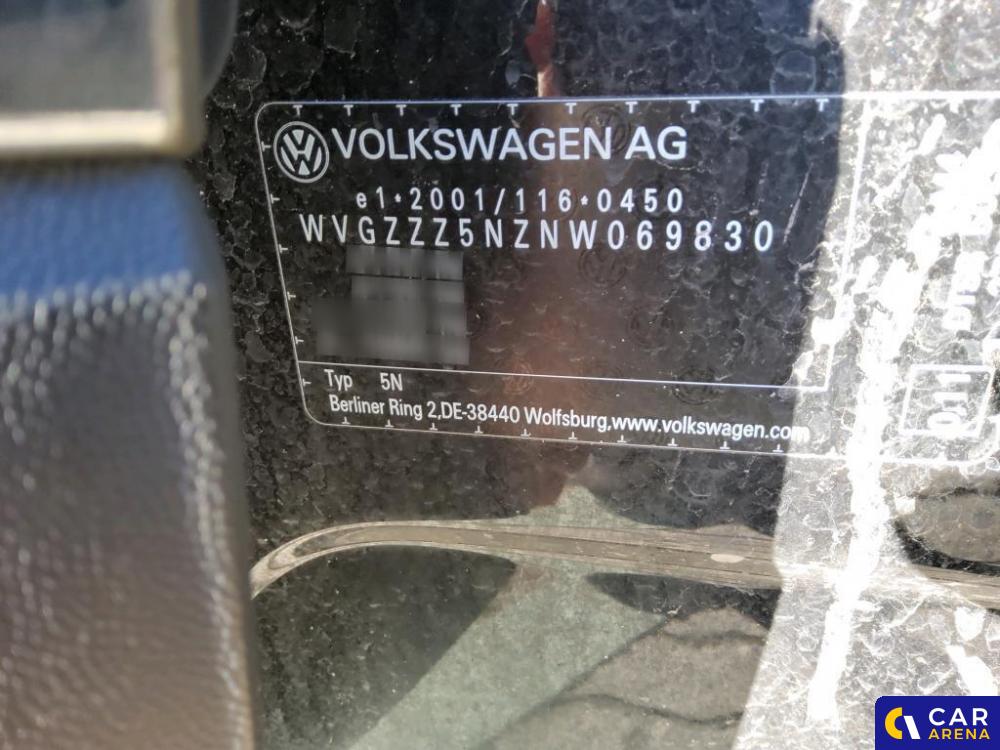 VOLKSWAGEN AG
e1*2001/116*0450
WVGZZZ5NZNW069830
Typ 5N
Berliner Ring 2,DE-38440 Wolfsburg,www.volkswagen.com
CAR
ARENA